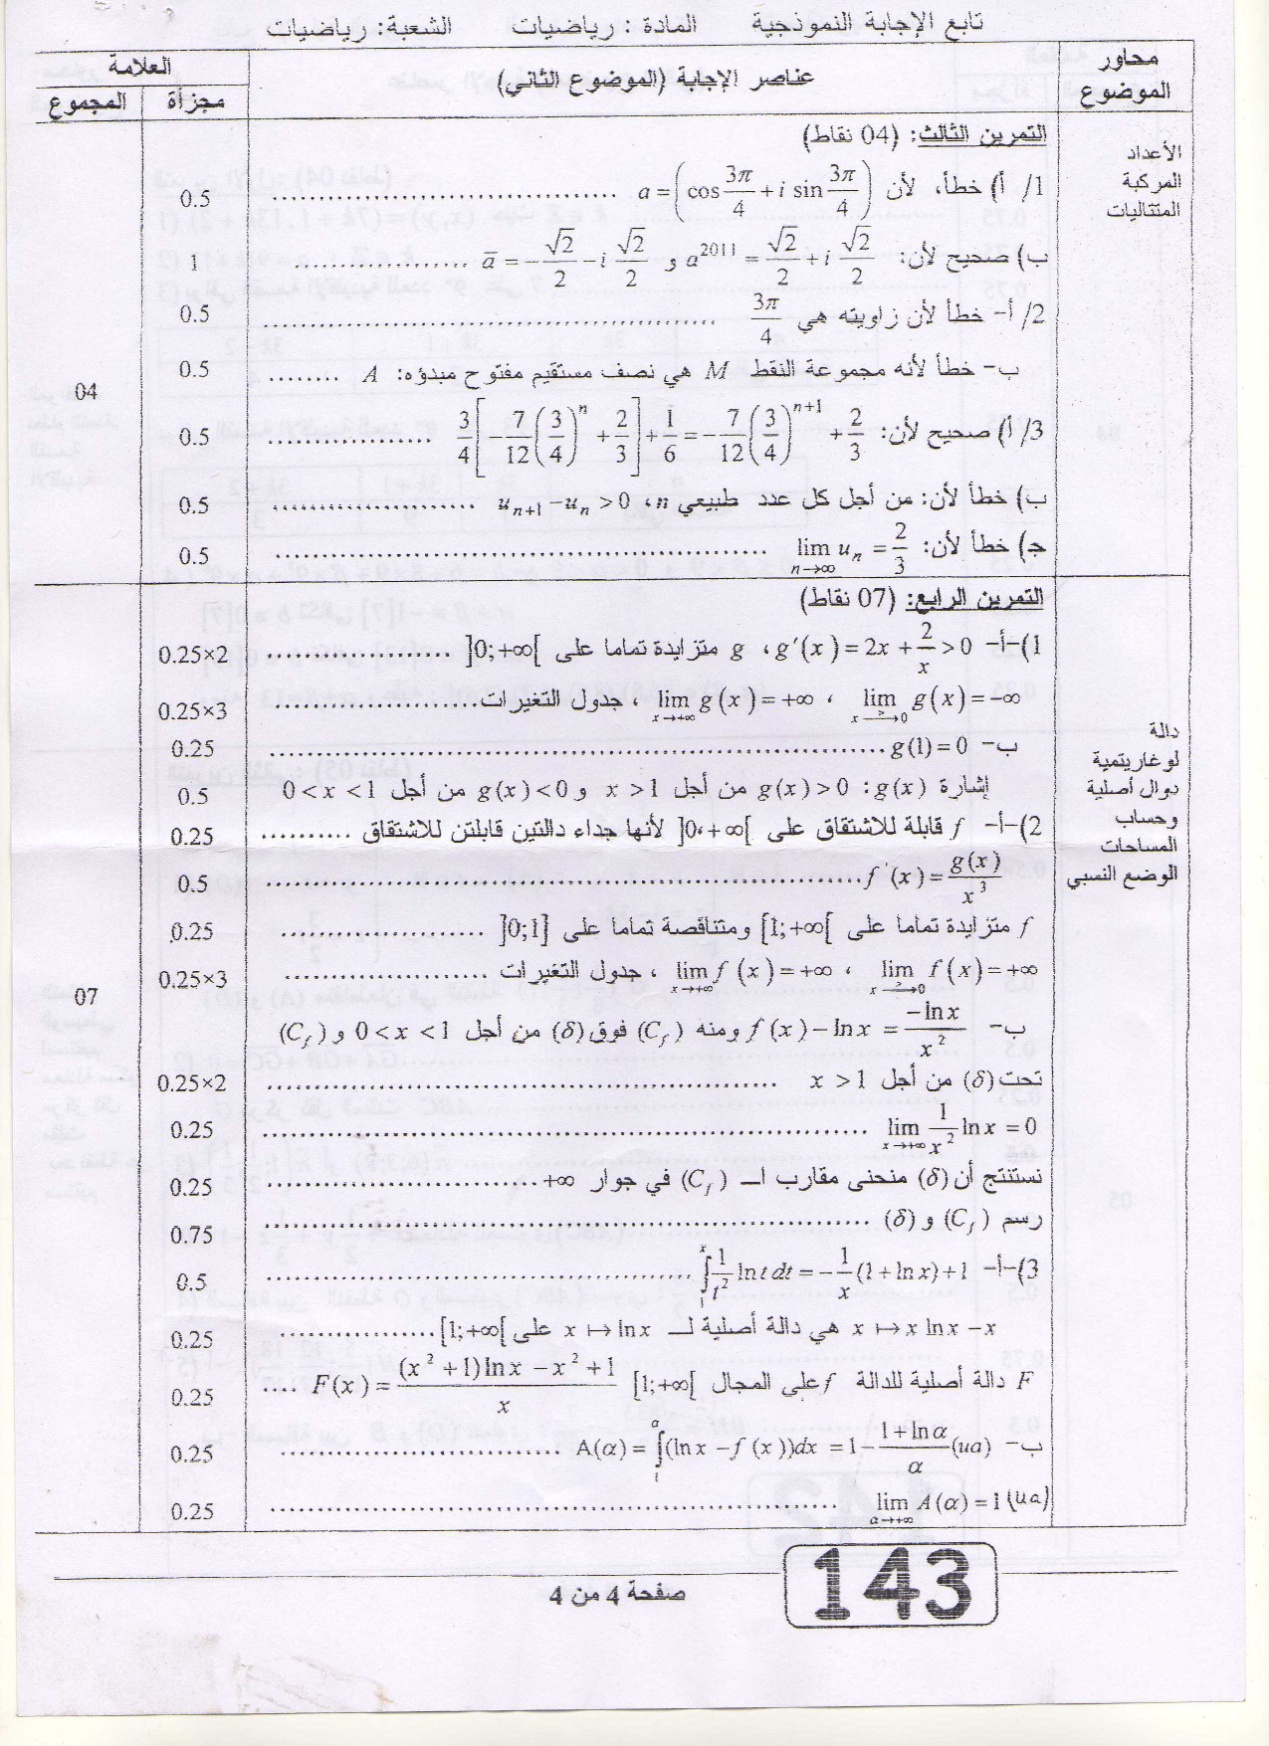 تابع الإجابة النموذجية المادة : رياضيات الشعبة: رياضيات
محاور الموضوع
عناصر الإجابة (الموضوع الثاني)
العلامة
مجزأة
المجموع
الأعداد
المركبة
المتتاليات
التمرين الثالث: (04 نقاط)
1/ أ) خطأ، لأن a = (cos 3π/4 + i sin 3π/4) .......... 0.5
ب) صحيح لأن: a^2011 = √2/2 + i √2/2 و ā = −√2/2 − i √2/2 .......... 1
2/ أ- خطأ لأن زاويته هي 3π/4 .......... 0.5
ب- خطأ لأنه مجموعة النقط M هي نصف مستقيم مفتوح مبدؤه: A ........ 0.5
3/ أ) صحيح لأن: 3/4[−7/12(3/4)^n + 2/3] + 1/6 = −7/12(3/4)^(n+1) + 2/3 .......... 0.5
ب) خطأ لأن: من أجل كل عدد طبيعي n، u_(n+1) − u_n > 0 .......... 0.5
ج) خطأ لأن: lim u_n = 2/3 n→∞ .......... 0.5
04
دالة
لوغاريتمية
دوال أصلية
وحساب
المساحات
الوضع النسبي
التمرين الرابع: (07 نقاط)
1)-أ- g'(x) = 2x + 2/x > 0 ، g متزايدة تماما على ]0;+∞[ .......... 0.25×2
lim g(x) = −∞ x→0 (>) ، lim g(x) = +∞ x→+∞ ، جدول التغيرات .......... 0.25×3
ب- g(1) = 0 .......... 0.25
إشارة g(x): g(x) > 0 من أجل x > 1 و g(x) < 0 من أجل 0 < x < 1 0.5
2)-أ- f قابلة للاشتقاق على ]0،+∞[ لأنها جداء دالتين قابلتن للاشتقاق .......... 0.25
f'(x) = g(x)/x^3 .......... 0.5
f متزايدة تماما على [1;+∞[ ومتناقصة تماما على ]0;1] .......... 0.25
lim f(x) = +∞ x→0 (>) ، lim f(x) = +∞ x→+∞ ، جدول التغيرات .......... 0.25×3
ب- f(x) − ln x = −ln x/x^2 ومنه (C_f) فوق (δ) من أجل 0 < x < 1 و (C_f)
تحت (δ) من أجل x > 1 .......... 0.25×2
lim 1/x^2 ln x = 0 x→+∞ .......... 0.25
نستنتج أن (δ) منحنى مقارب لـ (C_f) في جوار +∞ .......... 0.25
رسم (C_f) و (δ) .......... 0.75
3)-أ- ∫_1^x 1/t^2 ln t dt = −1/x (1 + ln x) + 1 .......... 0.5
x ↦ x ln x − x هي دالة أصلية لـ x ↦ ln x على [1;+∞[ .......... 0.25
F دالة أصلية للدالة f على المجال [1;+∞[ F(x) = ((x^2 + 1) ln x − x^2 + 1)/x .... 0.25
ب- A(α) = ∫_1^α (ln x − f(x))dx = 1 − (1 + ln α)/α (ua) .......... 0.25
lim A(α) = 1 (ua) α→+∞ .......... 0.25
07
143
صفحة 4 من 4